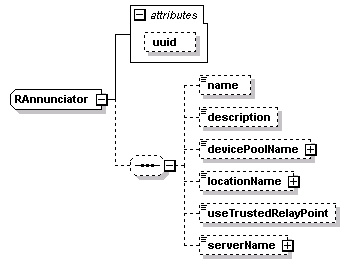 attributes
uuid
RAnnunciator
name
description
devicePoolName
locationName
useTrustedRelayPoint
serverName